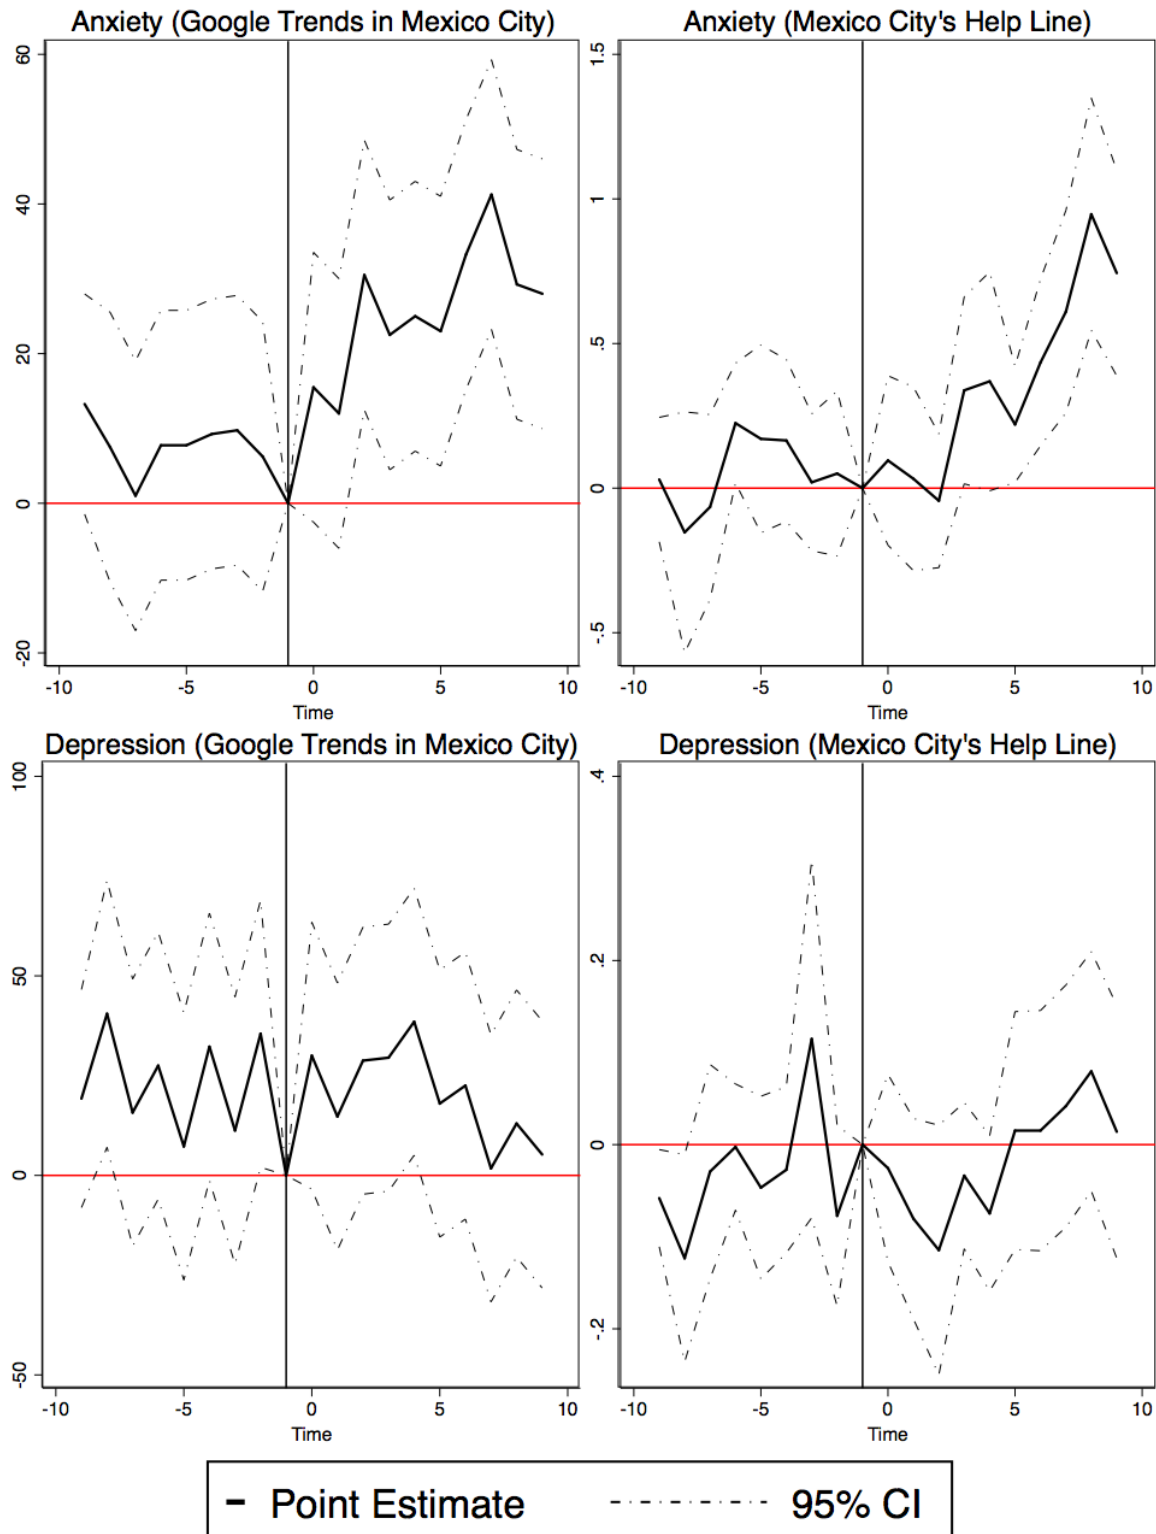 Anxiety (Google Trends in Mexico City)
60
40
20
0
-20
-10 -5 0 5 10
Time
Anxiety (Mexico City's Help Line)
1.5
1
.5
0
-.5
-10 -5 0 5 10
Time
Depression (Google Trends in Mexico City)
100
50
0
-50
-10 -5 0 5 10
Time
Depression (Mexico City's Help Line)
.4
.2
0
-.2
-10 -5 0 5 10
Time
Point Estimate 95% CI